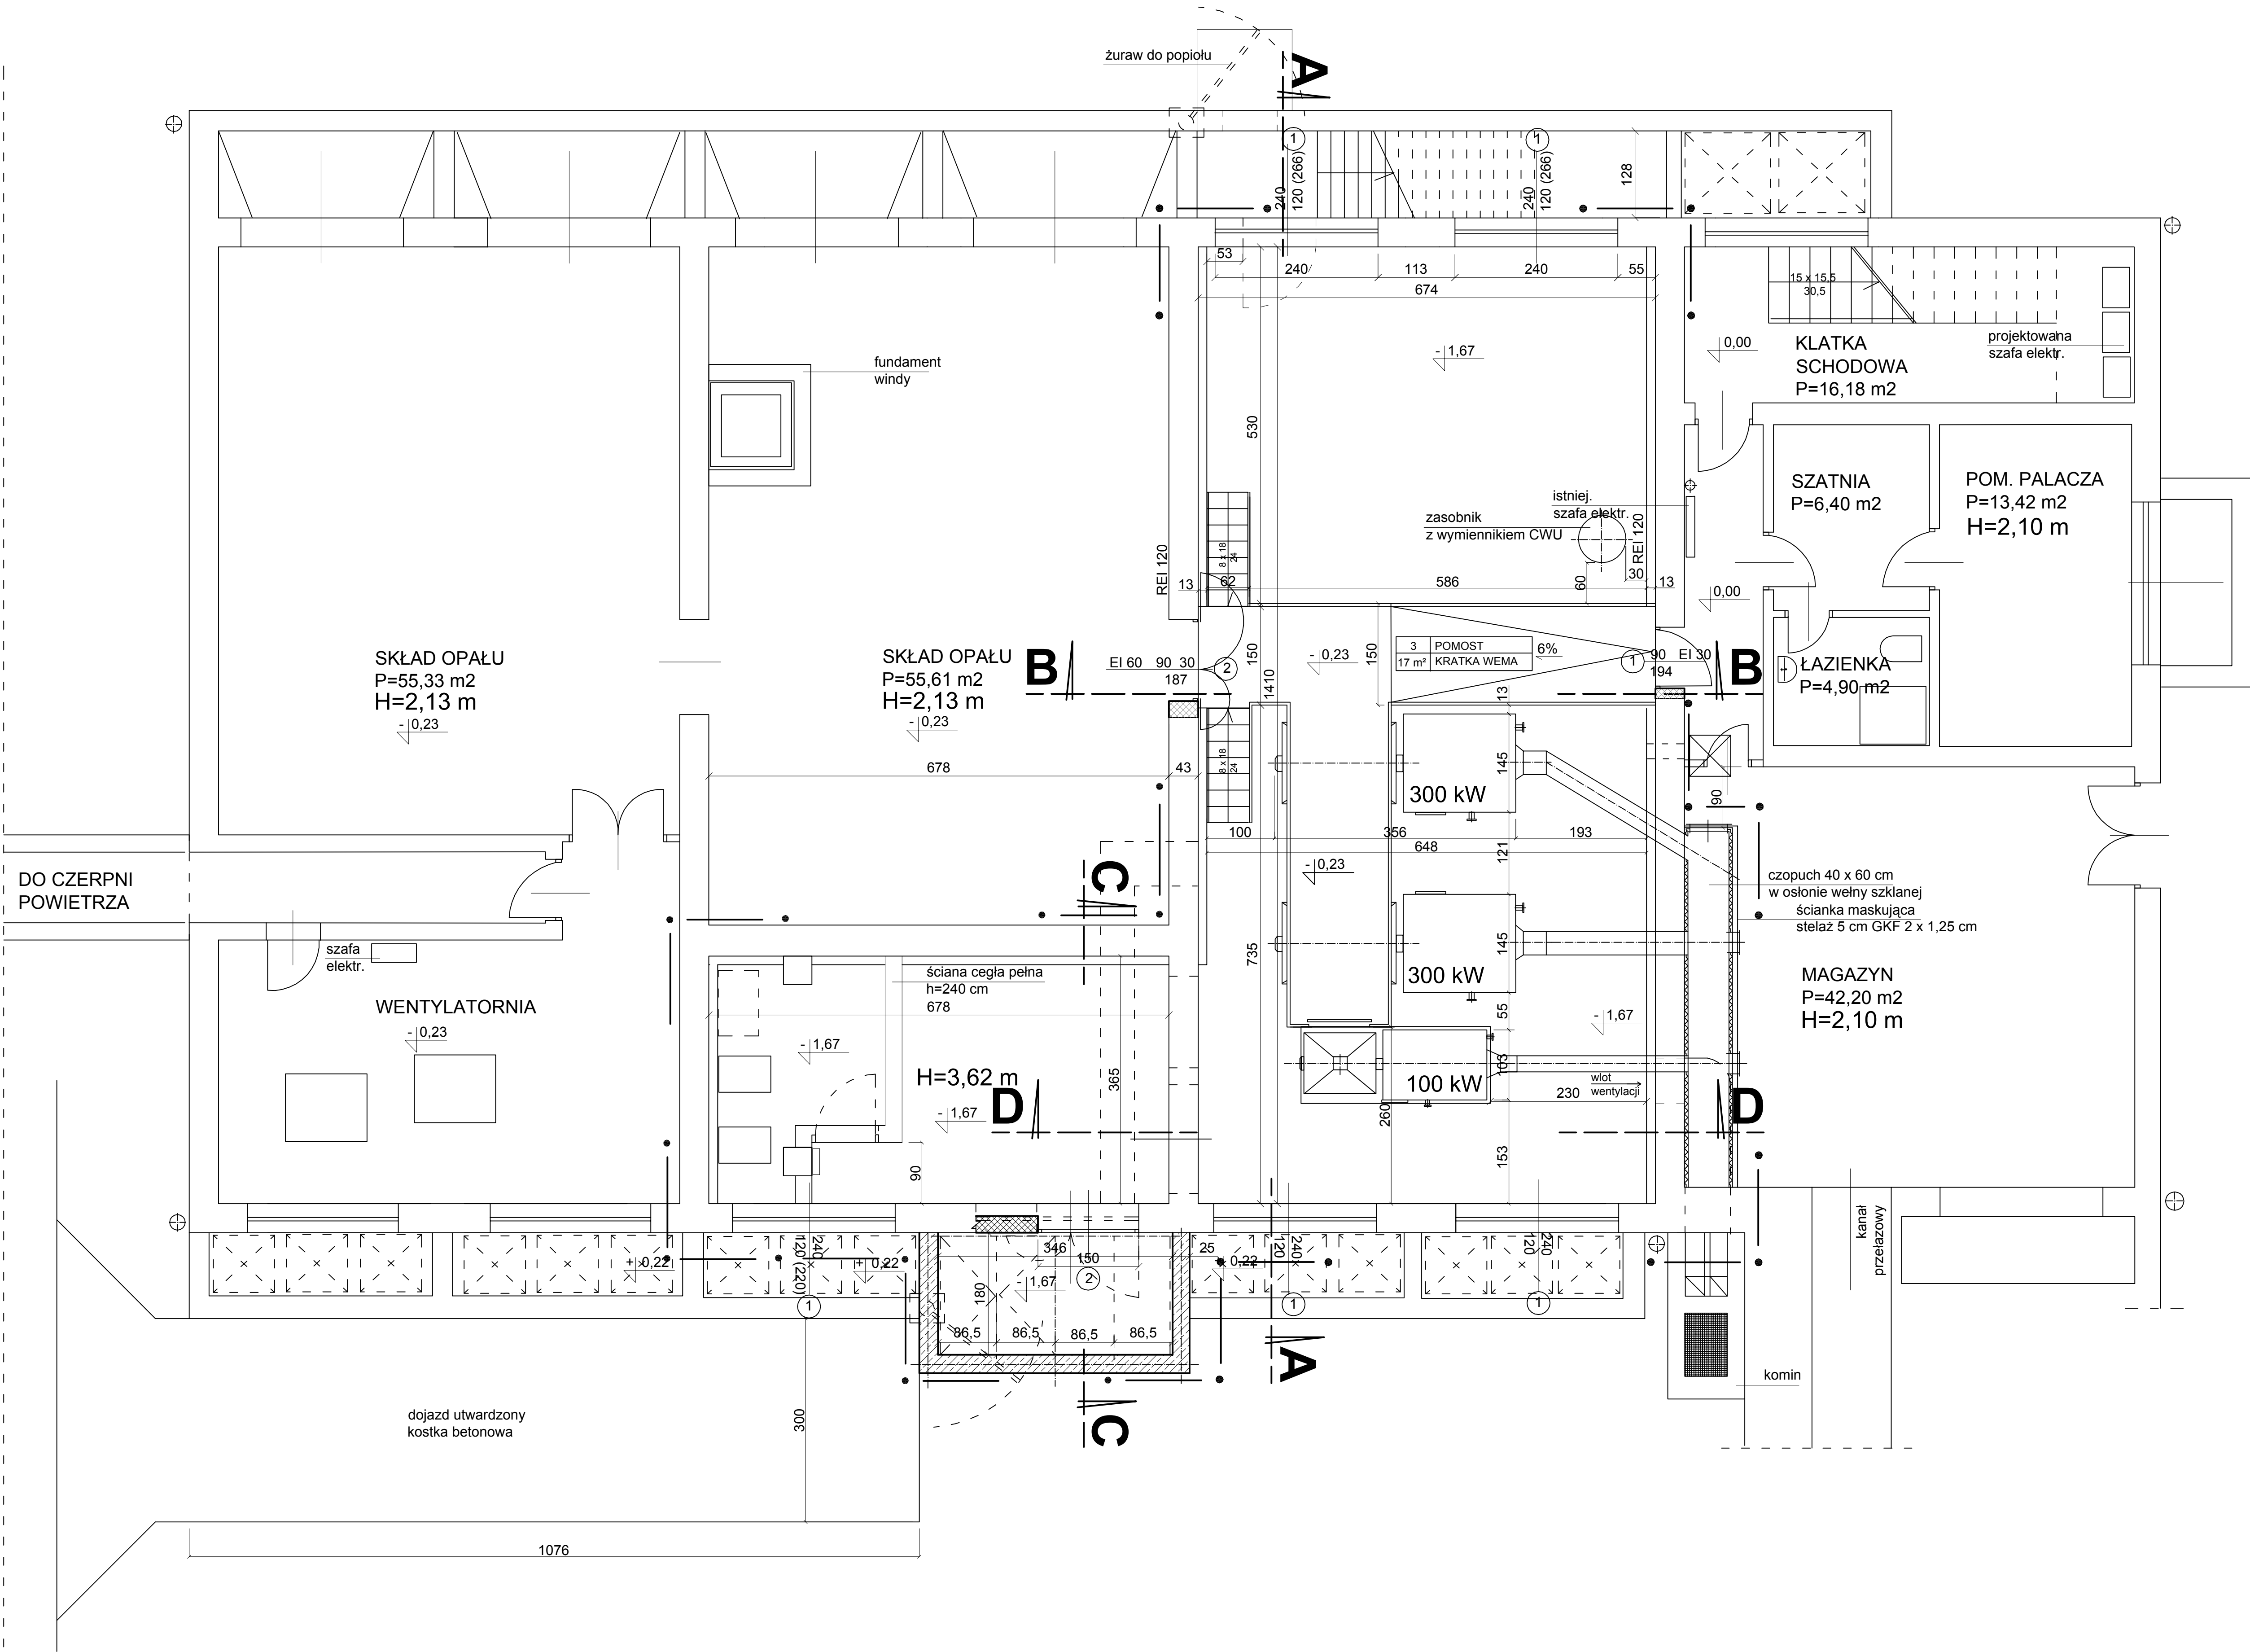 żuraw do popiołu
A
1
1
240
120 (266)
240
120 (266)
128
53
240
113
240
55
674
15 x 15,5
30,5
- 1,67
0,00
KLATKA
SCHODOWA
P=16,18 m2
projektowana
szafa elektr.
fundament
windy
530
istniej.
szafa elektr.
zasobnik
z wymiennikiem CWU
REI 120
REI 120
SZATNIA
P=6,40 m2
POM. PALACZA
P=13,42 m2
H=2,10 m
8 x 18
24
13
62
586
60
30
13
0,00
SKŁAD OPAŁU
P=55,33 m2
H=2,13 m
- 0,23
SKŁAD OPAŁU
P=55,61 m2
H=2,13 m
- 0,23
B
EI 60 90 30
187
2
150
1410
- 0,23
150
3 POMOST
17 m² KRATKA WEMA
6%
1
90 EI 30
194
B
ŁAZIENKA
P=4,90 m2
13
678
43
8 x 18
24
145
300 kW
90
100
356
193
648
121
- 0,23
C
DO CZERPNI
POWIETRZA
czopuch 40 x 60 cm
w osłonie wełny szklanej
ścianka maskująca
stelaż 5 cm GKF 2 x 1,25 cm
szafa
elektr.
ściana cegła pełna
h=240 cm
678
735
145
300 kW
MAGAZYN
P=42,20 m2
H=2,10 m
WENTYLATORNIA
- 0,23
- 1,67
55
- 1,67
H=3,62 m
- 1,67
365
D
103
100 kW
wlot
wentylacji
230
D
260
90
153
346
150
25
240
120 (220)
+ 0,22
+ 0,22
2
- 1,67
180
240
120
+ 0,22
240
120
1
1
1
86,5
86,5
86,5
86,5
A
kanał
przełazowy
komin
dojazd utwardzony
kostka betonowa
300
C
1076